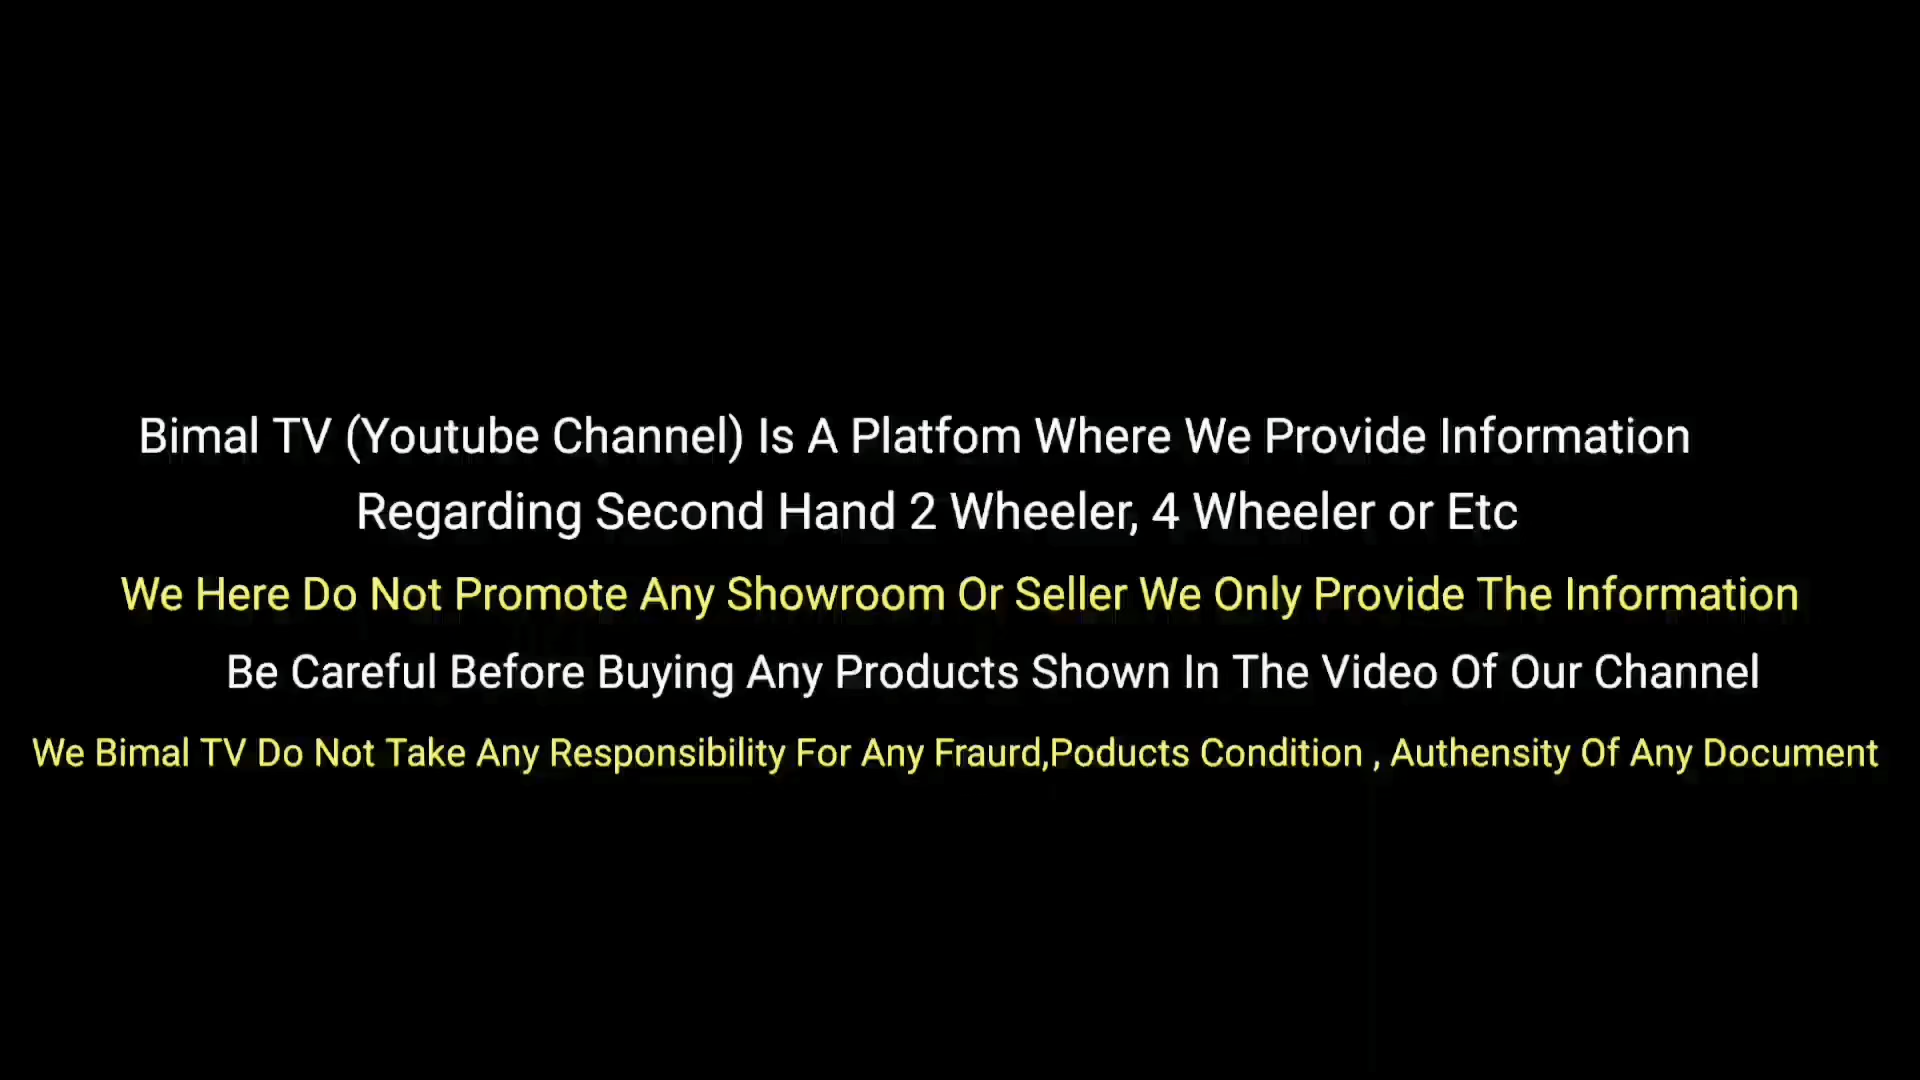 Bimal TV (Youtube Channel) Is A Platfom Where We Provide Information
Regarding Second Hand 2 Wheeler, 4 Wheeler or Etc
We Here Do Not Promote Any Showroom Or Seller We Only Provide The Information
Be Careful Before Buying Any Products Shown In The Video Of Our Channel
We Bimal TV Do Not Take Any Responsibility For Any Fraurd,Poducts Condition , Authensity Of Any Document